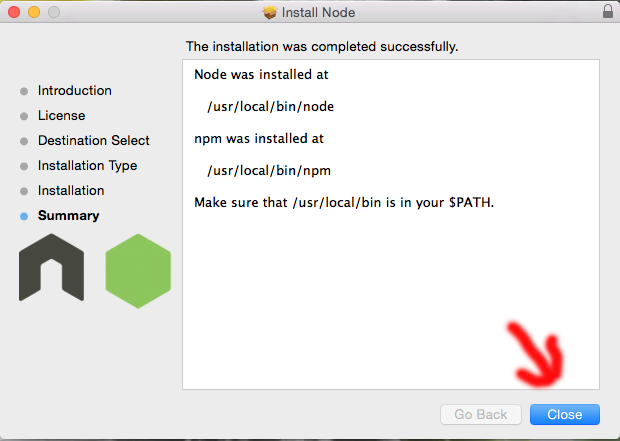 Install Node
The installation was completed successfully.
Introduction
License
Destination Select
Installation Type
Installation
Summary
Node was installed at
/usr/local/bin/node
npm was installed at
/usr/local/bin/npm
Make sure that /usr/local/bin is in your $PATH.
Go Back
Close